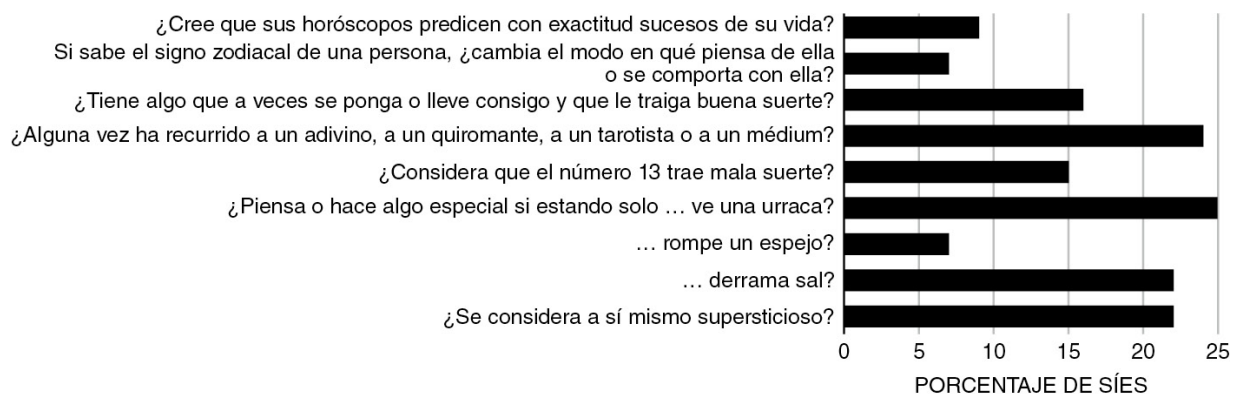 ¿Cree que sus horóscopos predicen con exactitud sucesos de su vida?
Si sabe el signo zodiacal de una persona, ¿cambia el modo en qué piensa de ella
o se comporta con ella?
¿Tiene algo que a veces se ponga o lleve consigo y que le traiga buena suerte?
¿Alguna vez ha recurrido a un adivino, a un quiromante, a un tarotista o a un médium?
¿Considera que el número 13 trae mala suerte?
¿Piensa o hace algo especial si estando solo … ve una urraca?
… rompe un espejo?
… derrama sal?
¿Se considera a sí mismo supersticioso?
0 5 10 15 20 25
PORCENTAJE DE SÍES